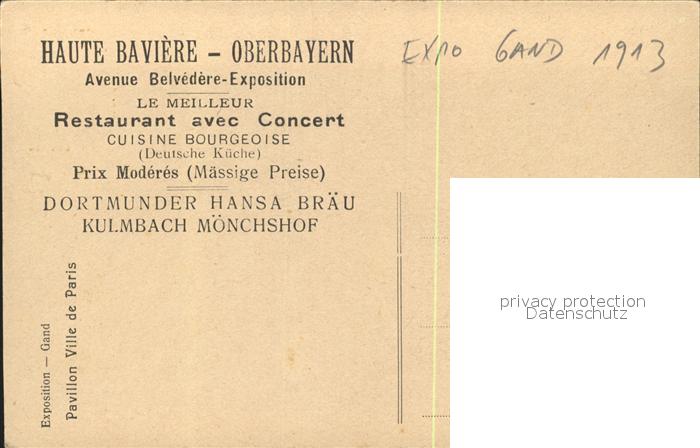 HAUTE BAVIÈRE – OBERBAYERN
Avenue Belvédère-Exposition
LE MEILLEUR
Restaurant avec Concert
CUISINE BOURGEOISE
(Deutsche Küche)
Prix Modérés (Mässige Preise)
DORTMUNDER HANSA BRÄU
KULMBACH MÖNCHSHOF
EXPO GAND 1913
Exposition — Gand
Pavillon Ville de Paris
privacy protection
Datenschutz